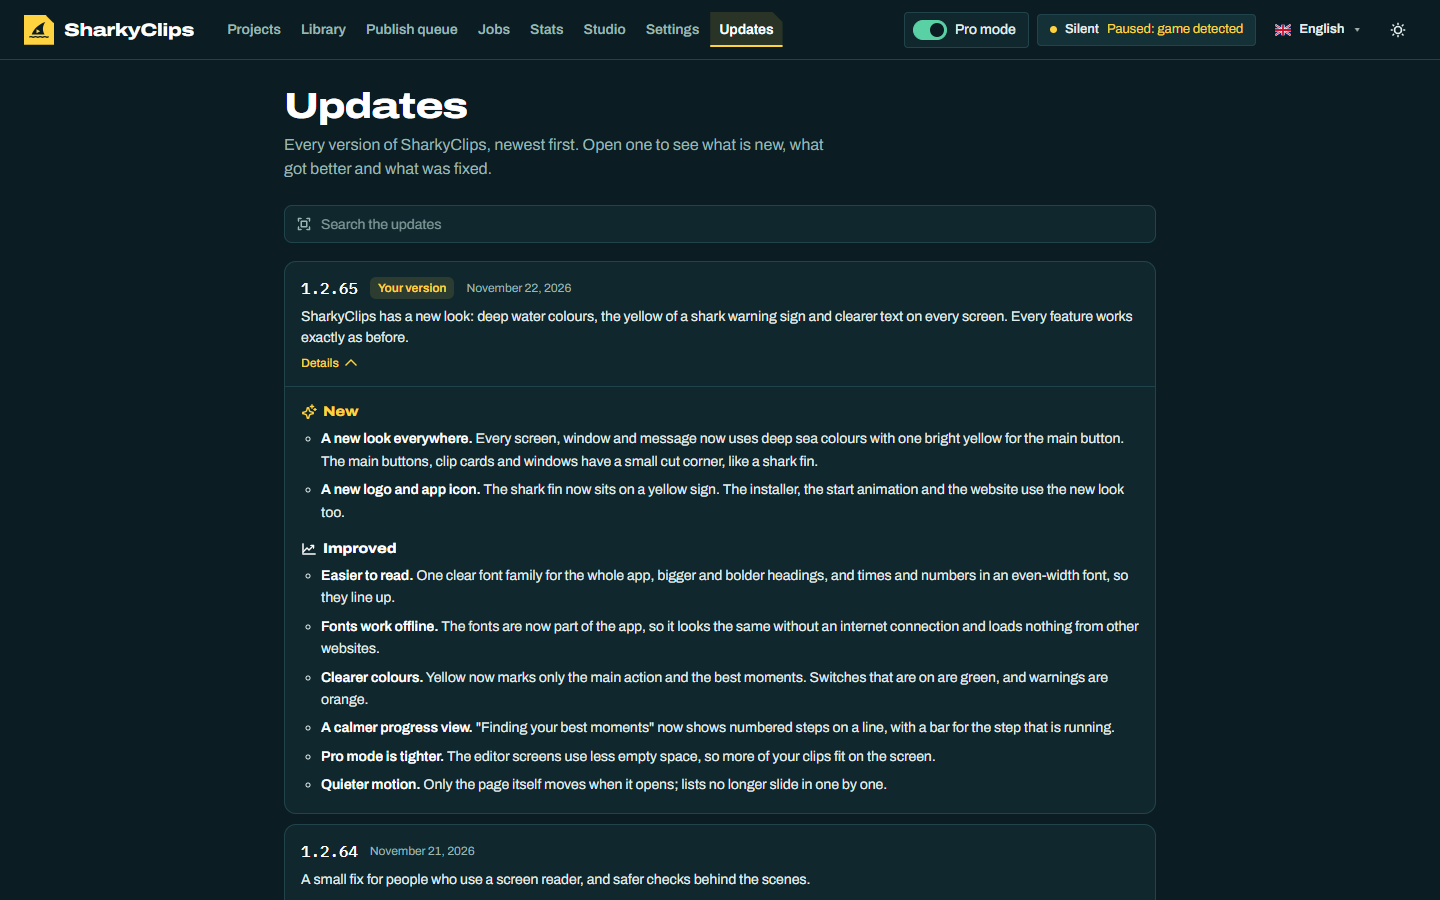 SharkyClips
Projects
Library
Publish queue
Jobs
Stats
Studio
Settings
Updates
Pro mode
Silent Paused: game detected
English
Updates
Every version of SharkyClips, newest first. Open one to see what is new, what
got better and what was fixed.
Search the updates
1.2.65 Your version November 22, 2026
SharkyClips has a new look: deep water colours, the yellow of a shark warning sign and clearer text on every screen. Every feature works
exactly as before.
Details
New
A new look everywhere. Every screen, window and message now uses deep sea colours with one bright yellow for the main button.
The main buttons, clip cards and windows have a small cut corner, like a shark fin.
A new logo and app icon. The shark fin now sits on a yellow sign. The installer, the start animation and the website use the new look
too.
Improved
Easier to read. One clear font family for the whole app, bigger and bolder headings, and times and numbers in an even-width font, so
they line up.
Fonts work offline. The fonts are now part of the app, so it looks the same without an internet connection and loads nothing from other
websites.
Clearer colours. Yellow now marks only the main action and the best moments. Switches that are on are green, and warnings are
orange.
A calmer progress view. "Finding your best moments" now shows numbered steps on a line, with a bar for the step that is running.
Pro mode is tighter. The editor screens use less empty space, so more of your clips fit on the screen.
Quieter motion. Only the page itself moves when it opens; lists no longer slide in one by one.
1.2.64 November 21, 2026
A small fix for people who use a screen reader, and safer checks behind the scenes.